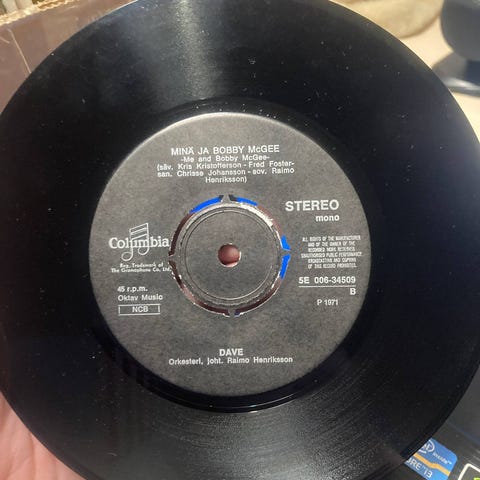 MINÄ JA BOBBY McGEE
-Me and Bobby McGee-
(säv. Kris Kristofferson - Fred Foster-
san. Chrisse Johansson - sov. Raimo
Henriksson)
STEREO
mono
Columbia
Reg. Trademark of
The Gramophone Co. Ltd.
ALL RIGHTS OF THE MANUFACTURER
AND OF THE OWNER OF THE
RECORDED WORK RESERVED.
UNAUTHORISED PUBLIC PERFORMANCE,
BROADCASTING AND COPYING
OF THIS RECORD PROHIBITED.
45 r.p.m.
Oktav Music
NCB
5E 006-34509
B
P 1971
DAVE
Orkesteri, joht. Raimo Henriksson
inside™